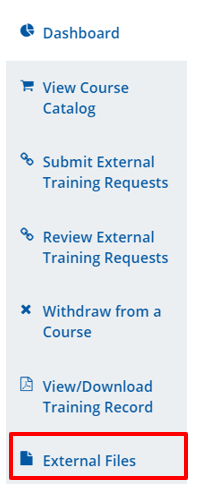 Dashboard
View Course
Catalog
Submit External
Training Requests
Review External
Training Requests
Withdraw from a
Course
View/Download
Training Record
External Files